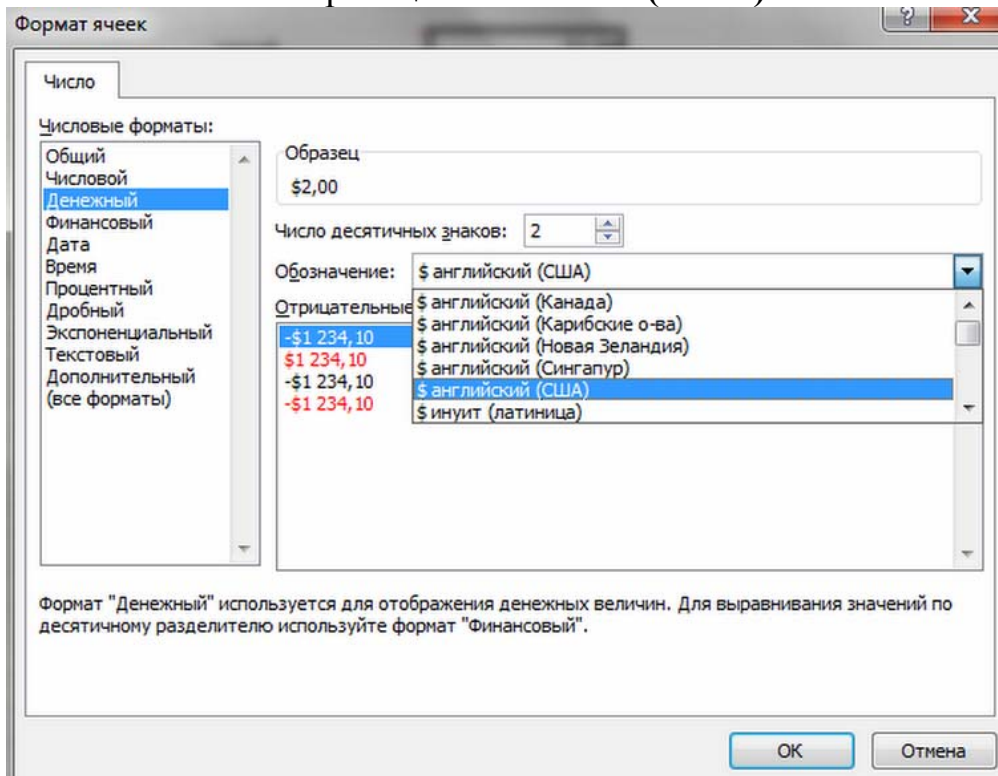 Формат ячеек
Число
Числовые форматы:
Общий
Числовой
Денежный
Финансовый
Дата
Время
Процентный
Дробный
Экспоненциальный
Текстовый
Дополнительный
(все форматы)
Образец
$2,00
Число десятичных знаков: 2
Обозначение: $ английский (США)
Отрицательные
-$1 234,10
$1 234,10
-$1 234,10
-$1 234,10
$ английский (Канада)
$ английский (Карибские о-ва)
$ английский (Новая Зеландия)
$ английский (Сингапур)
$ английский (США)
$ инуит (латиница)
Формат "Денежный" используется для отображения денежных величин. Для выравнивания значений по
десятичному разделителю используйте формат "Финансовый".
ОК
Отмена